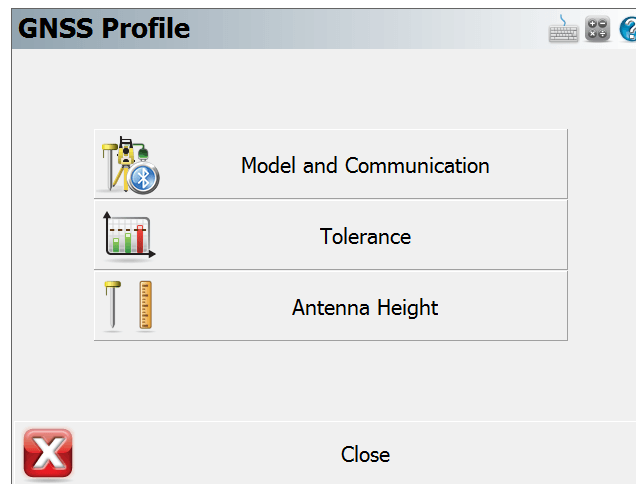 GNSS Profile
Model and Communication
Tolerance
Antenna Height
Close